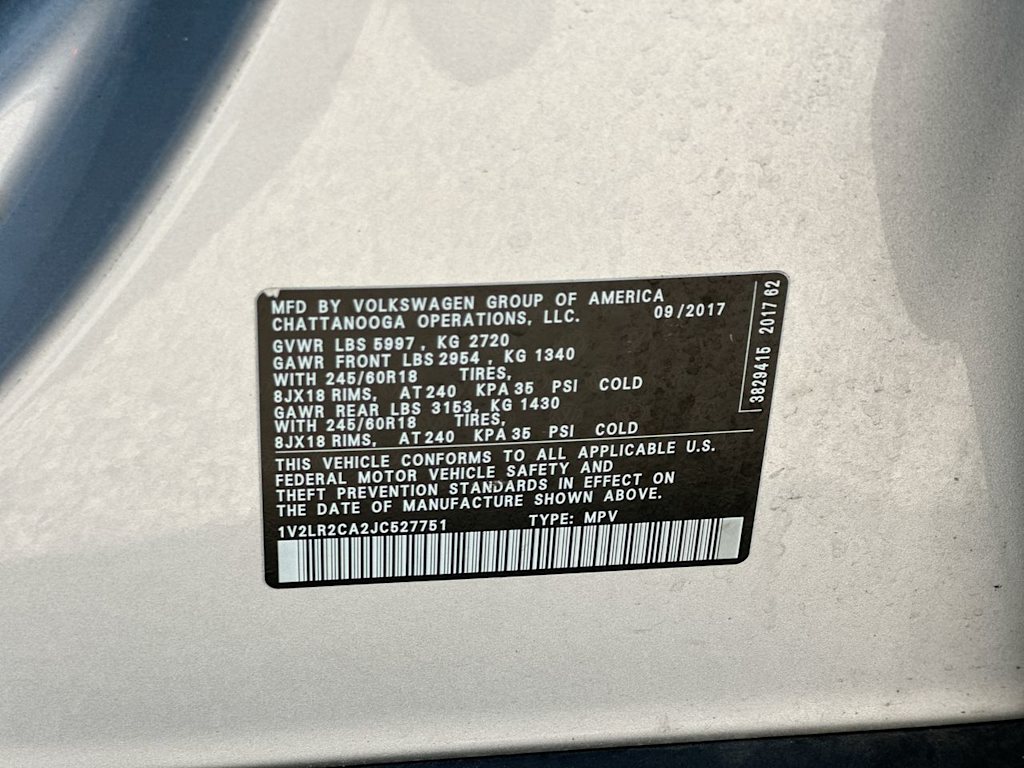 MFD BY VOLKSWAGEN GROUP OF AMERICA
CHATTANOOGA OPERATIONS, LLC. 09/2017
GVWR LBS 5997, KG 2720
GAWR FRONT LBS 2954, KG 1340
WITH 245/60R18 TIRES,
8JX18 RIMS, AT 240 KPA 35 PSI COLD
GAWR REAR LBS 3153, KG 1430
WITH 245/60R18 TIRES,
8JX18 RIMS, AT 240 KPA 35 PSI COLD
THIS VEHICLE CONFORMS TO ALL APPLICABLE U.S.
FEDERAL MOTOR VEHICLE SAFETY AND
THEFT PREVENTION STANDARDS IN EFFECT ON
THE DATE OF MANUFACTURE SHOWN ABOVE.
1V2LR2CA2JC527751 TYPE: MPV
3829415 2017 62